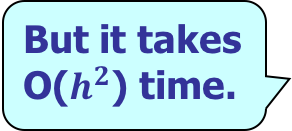 But it takes
O(h²) time.